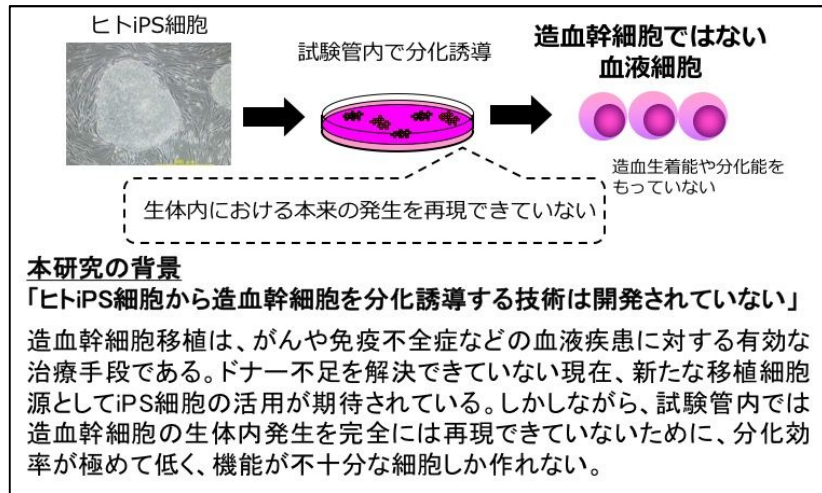 ヒトiPS細胞
試験管内で分化誘導
造血幹細胞ではない
血液細胞
造血生着能や分化能を
もっていない
生体内における本来の発生を再現できていない
本研究の背景
「ヒトiPS細胞から造血幹細胞を分化誘導する技術は開発されていない」
造血幹細胞移植は、がんや免疫不全症などの血液疾患に対する有効な
治療手段である。ドナー不足を解決できていない現在、新たな移植細胞
源としてiPS細胞の活用が期待されている。しかしながら、試験管内では
造血幹細胞の生体内発生を完全には再現できていないために、分化効
率が極めて低く、機能が不十分な細胞しか作れない。